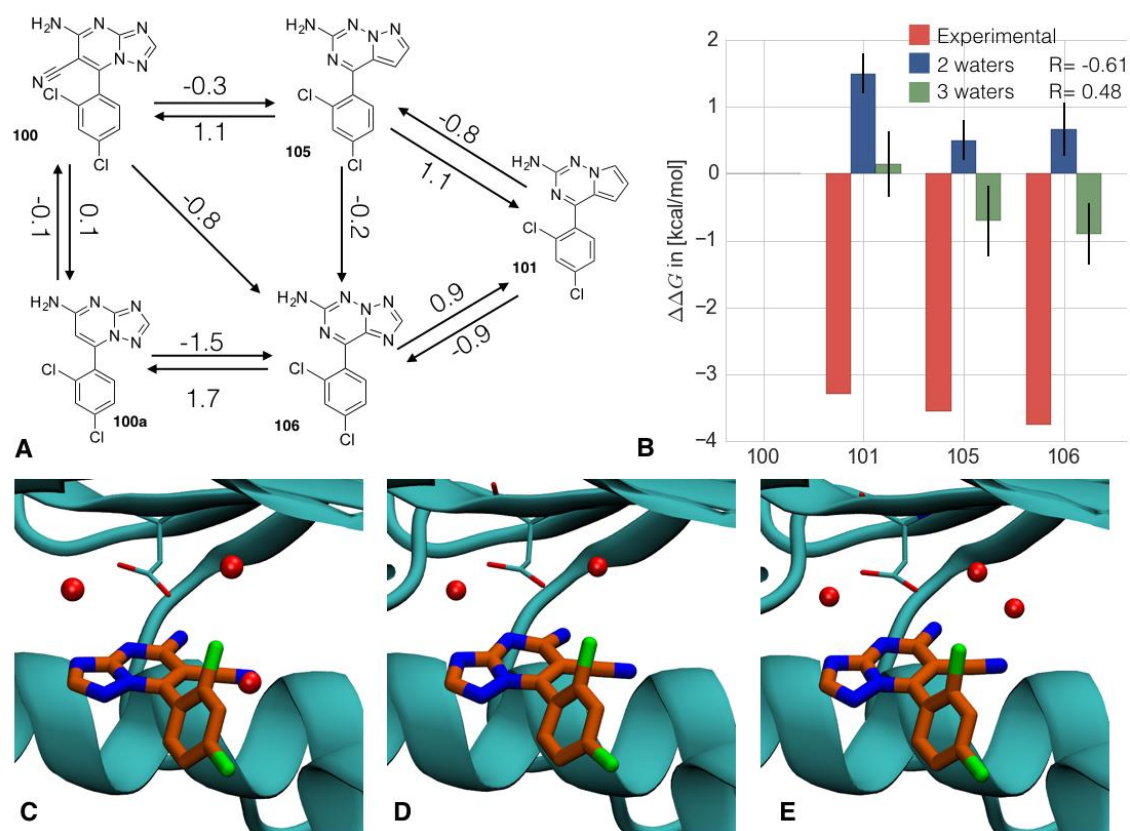 H₂N
N
N
N
N
N
N
Cl
Cl
100
-0.3
1.1
H₂N
N
N
N
N
Cl
Cl
105
-0.8
1.1
H₂N
N
N
N
Cl
Cl
101
-0.1
0.1
-0.8
-0.2
H₂N
N
N
N
N
N
Cl
Cl
100a
-1.5
1.7
H₂N
N
N
N
N
N
Cl
Cl
106
0.9
-0.9
A
Experimental
2 waters R= -0.61
3 waters R= 0.48
2
1
0
−1
−2
−3
−4
ΔΔG in [kcal/mol]
100 101 105 106
B
C
D
E